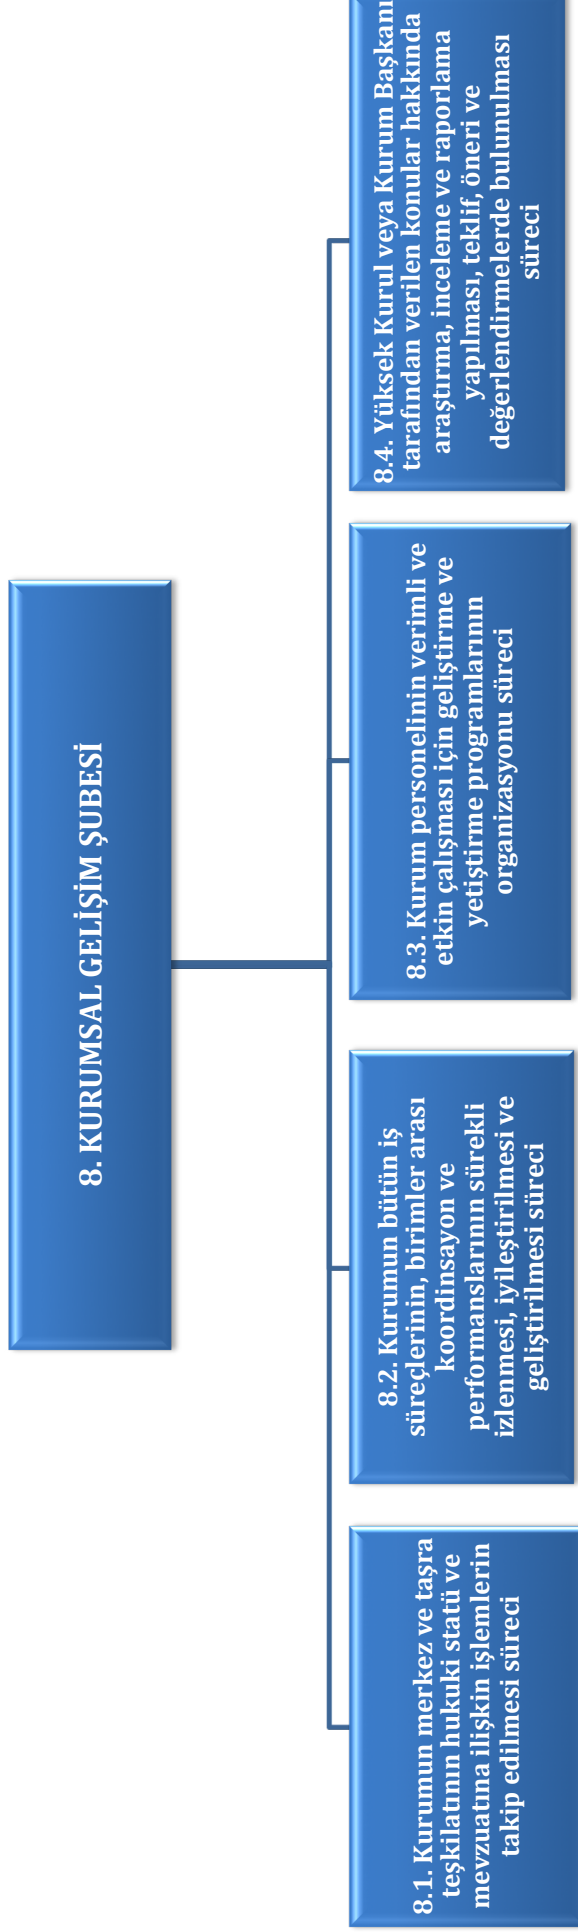 8. KURUMSAL GELİŞİM ŞUBESİ
8.1. Kurumun merkez ve taşra
teşkilatının hukuki statü ve
mevzuatına ilişkin işlemlerin
takip edilmesi süreci
8.2. Kurumun bütün iş
süreçlerinin, birimler arası
koordinsayon ve
performanslarının sürekli
izlenmesi, iyileştirilmesi ve
geliştirilmesi süreci
8.3. Kurum personelinin verimli ve
etkin çalışması için geliştirme ve
yetiştirme programlarının
organizasyonu süreci
8.4. Yüksek Kurul veya Kurum Başkanı
tarafından verilen konular hakkında
araştırma, inceleme ve raporlama
yapılması, teklif, öneri ve
değerlendirmelerde bulunulması
süreci